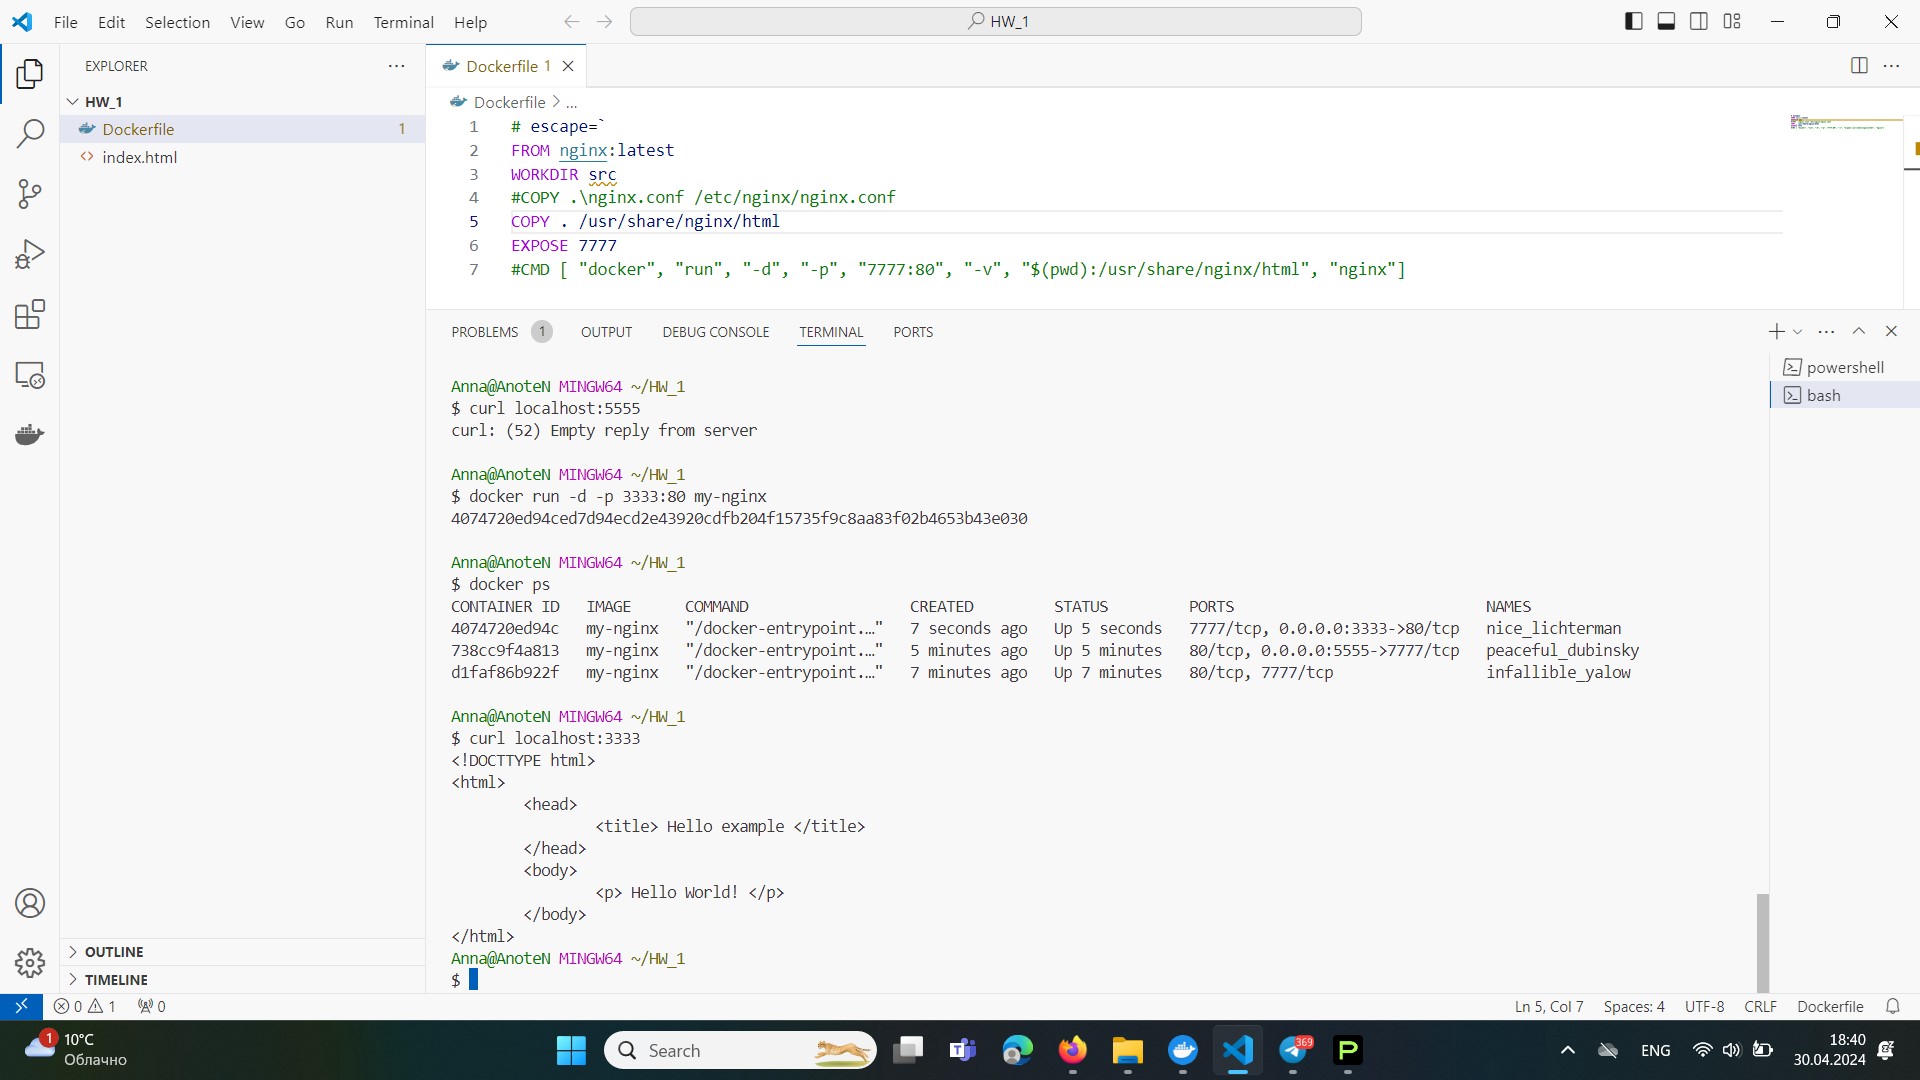 File Edit Selection View Go Run Terminal Help
HW_1
EXPLORER
HW_1
Dockerfile 1
index.html
OUTLINE
TIMELINE
Dockerfile 1
Dockerfile > ...
1 # escape=`
2 FROM nginx:latest
3 WORKDIR src
4 #COPY .\nginx.conf /etc/nginx/nginx.conf
5 COPY . /usr/share/nginx/html
6 EXPOSE 7777
7 #CMD [ "docker", "run", "-d", "-p", "7777:80", "-v", "$(pwd):/usr/share/nginx/html", "nginx"]
PROBLEMS 1 OUTPUT DEBUG CONSOLE TERMINAL PORTS
powershell
bash
Anna@AnoteN MINGW64 ~/HW_1
$ curl localhost:5555
curl: (52) Empty reply from server
Anna@AnoteN MINGW64 ~/HW_1
$ docker run -d -p 3333:80 my-nginx
4074720ed94ced7d94ecd2e43920cdfb204f15735f9c8aa83f02b4653b43e030
Anna@AnoteN MINGW64 ~/HW_1
$ docker ps
CONTAINER ID IMAGE COMMAND CREATED STATUS PORTS NAMES
4074720ed94c my-nginx "/docker-entrypoint.…" 7 seconds ago Up 5 seconds 7777/tcp, 0.0.0.0:3333->80/tcp nice_lichterman
738cc9f4a813 my-nginx "/docker-entrypoint.…" 5 minutes ago Up 5 minutes 80/tcp, 0.0.0.0:5555->7777/tcp peaceful_dubinsky
d1faf86b922f my-nginx "/docker-entrypoint.…" 7 minutes ago Up 7 minutes 80/tcp, 7777/tcp infallible_yalow
Anna@AnoteN MINGW64 ~/HW_1
$ curl localhost:3333
<!DOCTTYPE html>
<html>
<head>
<title> Hello example </title>
</head>
<body>
<p> Hello World! </p>
</body>
</html>
Anna@AnoteN MINGW64 ~/HW_1
$
0 1 0
Ln 5, Col 7 Spaces: 4 UTF-8 CRLF Dockerfile
1
10°C
Облачно
Search
369
ENG
18:40
30.04.2024